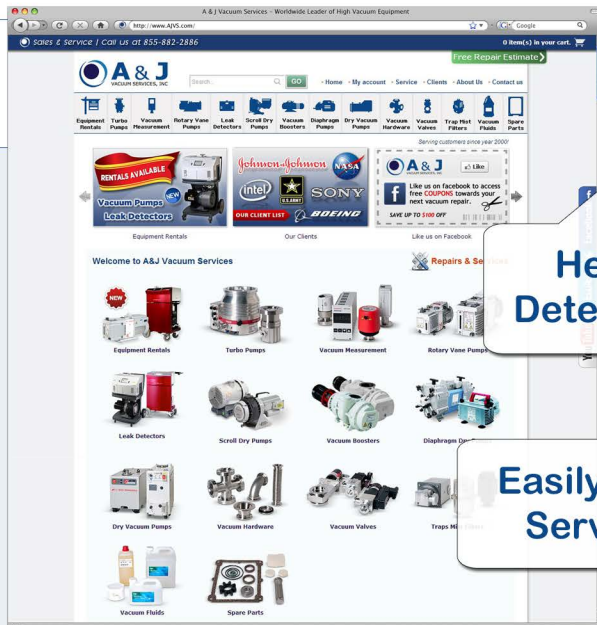 A & J Vacuum Services – Worldwide Leader of High Vacuum Equipment
http://www.AJVS.com/
Google
Sales & Service | Call us at 855-882-2886
0 item(s) in your cart.
Free Repair Estimate
A & J
VACUUM SERVICES, INC
Search..
GO
Home
My account
Service
Clients
About Us
Contact us
Equipment Rentals
Turbo Pumps
Vacuum Measurement
Rotary Vane Pumps
Leak Detectors
Scroll Dry Pumps
Vacuum Boosters
Diaphragm Pumps
Dry Vacuum Pumps
Vacuum Hardware
Vacuum Valves
Trap Mist Filters
Vacuum Fluids
Spare Parts
Serving customers since year 2000!
RENTALS AVAILABLE
NEW
Vacuum Pumps
Leak Detectors
Johnson & Johnson
NASA
intel
U.S. ARMY
SONY
OUR CLIENT LIST
BOEING
A & J
VACUUM SERVICES, INC
Like
f
Like us on facebook to access
free COUPONS towards your
next vacuum repair.
SAVE UP TO $100 OFF
Equipment Rentals
Our Clients
Like us on Facebook
f
Welcome to A&J Vacuum Services
Repairs & Se
He
Dete
NEW
Equipment Rentals
Turbo Pumps
Vacuum Measurement
Rotary Vane Pumps
Leak Detectors
Scroll Dry Pumps
Vacuum Boosters
Easily
Serv
Dry Vacuum Pumps
Vacuum Hardware
Vacuum Valves
Vacuum Fluids
Spare Parts